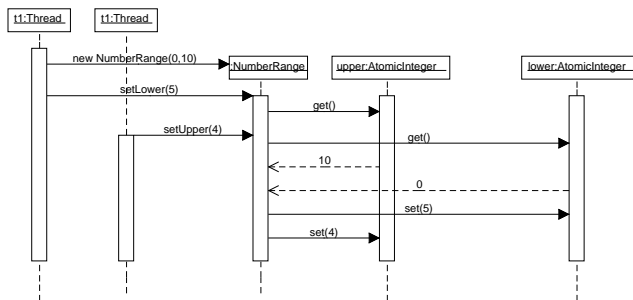 t1:Thread
t1:Thread
new NumberRange(0,10)
:NumberRange
upper:AtomicInteger
lower:AtomicInteger
setLower(5)
get()
setUpper(4)
get()
10
0
set(5)
set(4)